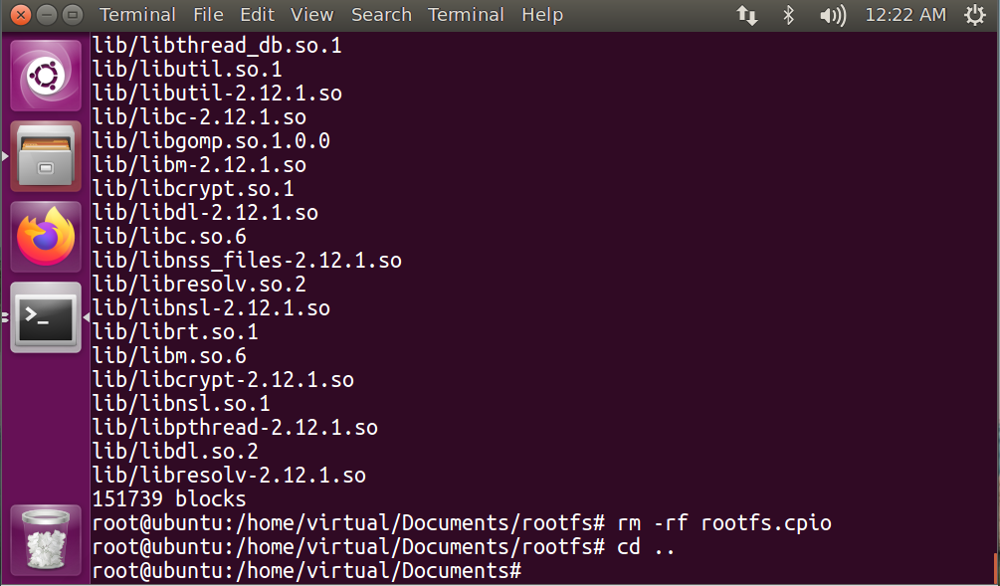 Terminal File Edit View Search Terminal Help 12:22 AM
lib/libthread_db.so.1
lib/libutil.so.1
lib/libutil-2.12.1.so
lib/libc-2.12.1.so
lib/libgomp.so.1.0.0
lib/libm-2.12.1.so
lib/libcrypt.so.1
lib/libdl-2.12.1.so
lib/libc.so.6
lib/libnss_files-2.12.1.so
lib/libresolv.so.2
lib/libnsl-2.12.1.so
lib/librt.so.1
lib/libm.so.6
lib/libcrypt-2.12.1.so
lib/libnsl.so.1
lib/libpthread-2.12.1.so
lib/libdl.so.2
lib/libresolv-2.12.1.so
151739 blocks
root@ubuntu:/home/virtual/Documents/rootfs# rm -rf rootfs.cpio
root@ubuntu:/home/virtual/Documents/rootfs# cd ..
root@ubuntu:/home/virtual/Documents#